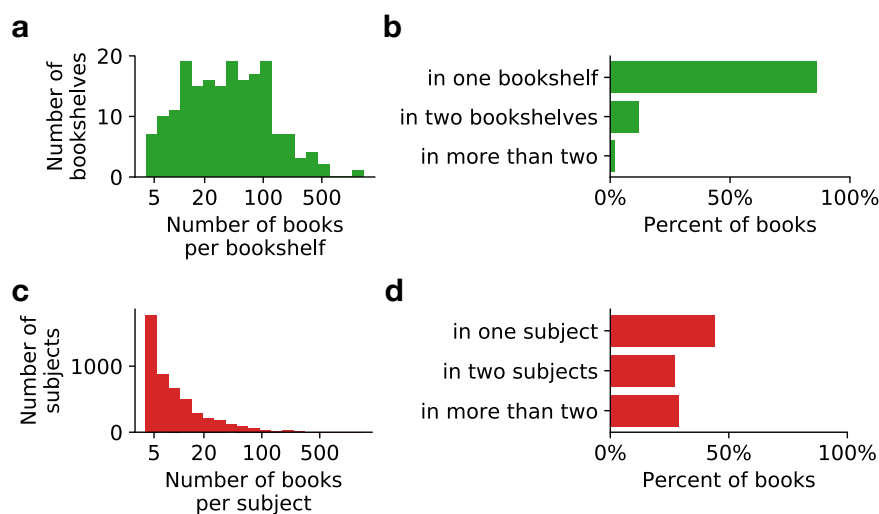 a
Number of
bookshelves
20
10
0
5 20 100 500
Number of books
per bookshelf
b
in one bookshelf
in two bookshelves
in more than two
0% 50% 100%
Percent of books
c
Number of
subjects
1000
0
5 20 100 500
Number of books
per subject
d
in one subject
in two subjects
in more than two
0% 50% 100%
Percent of books